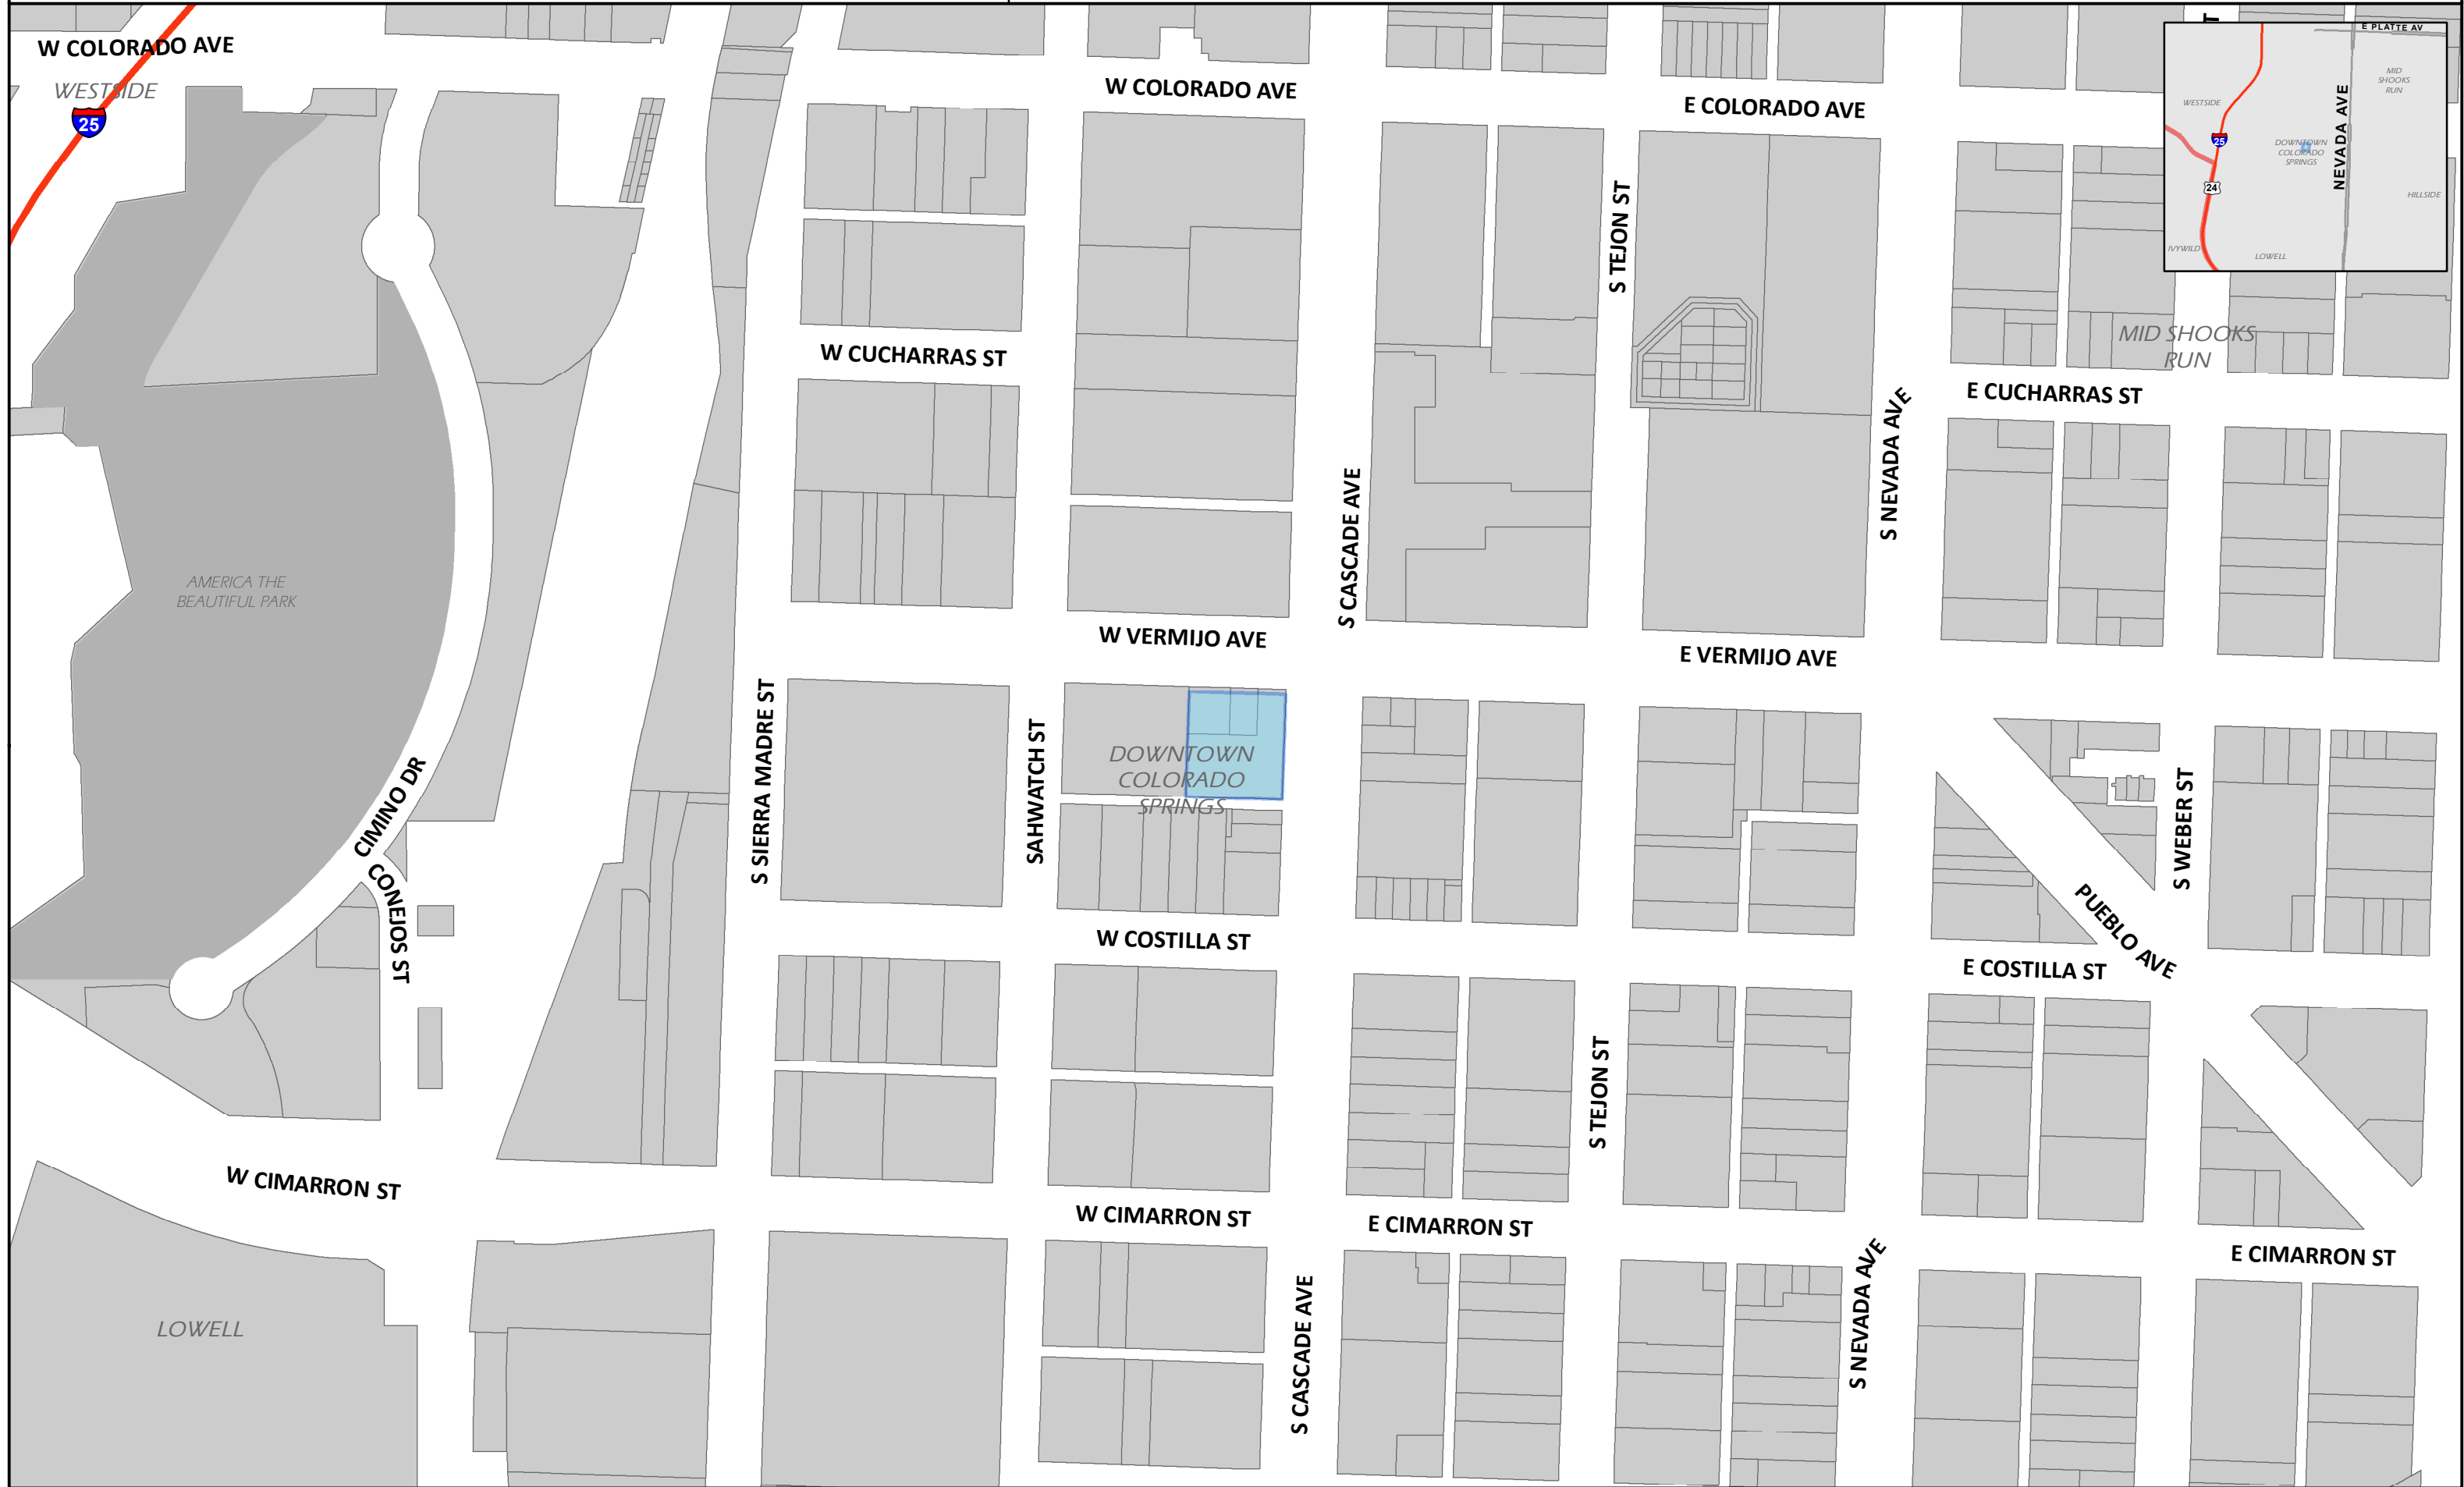 W COLORADO AVE
WESTSIDE
25
W COLORADO AVE
E COLORADO AVE
T
E PLATTE AV
MID
SHOOKS
RUN
WESTSIDE
NEVADA AVE
25
DOWNTOWN
COLORADO
SPRINGS
24
HILLSIDE
IVYWILD
LOWELL
S TEJON ST
MID SHOOKS
RUN
W CUCHARRAS ST
E CUCHARRAS ST
S NEVADA AVE
S CASCADE AVE
AMERICA THE
BEAUTIFUL PARK
W VERMIJO AVE
E VERMIJO AVE
S SIERRA MADRE ST
SAHWATCH ST
DOWNTOWN
COLORADO
SPRINGS
CIMINO DR
CONEJOS ST
S WEBER ST
PUEBLO AVE
W COSTILLA ST
E COSTILLA ST
S TEJON ST
W CIMARRON ST
W CIMARRON ST
E CIMARRON ST
E CIMARRON ST
S NEVADA AVE
S CASCADE AVE
LOWELL